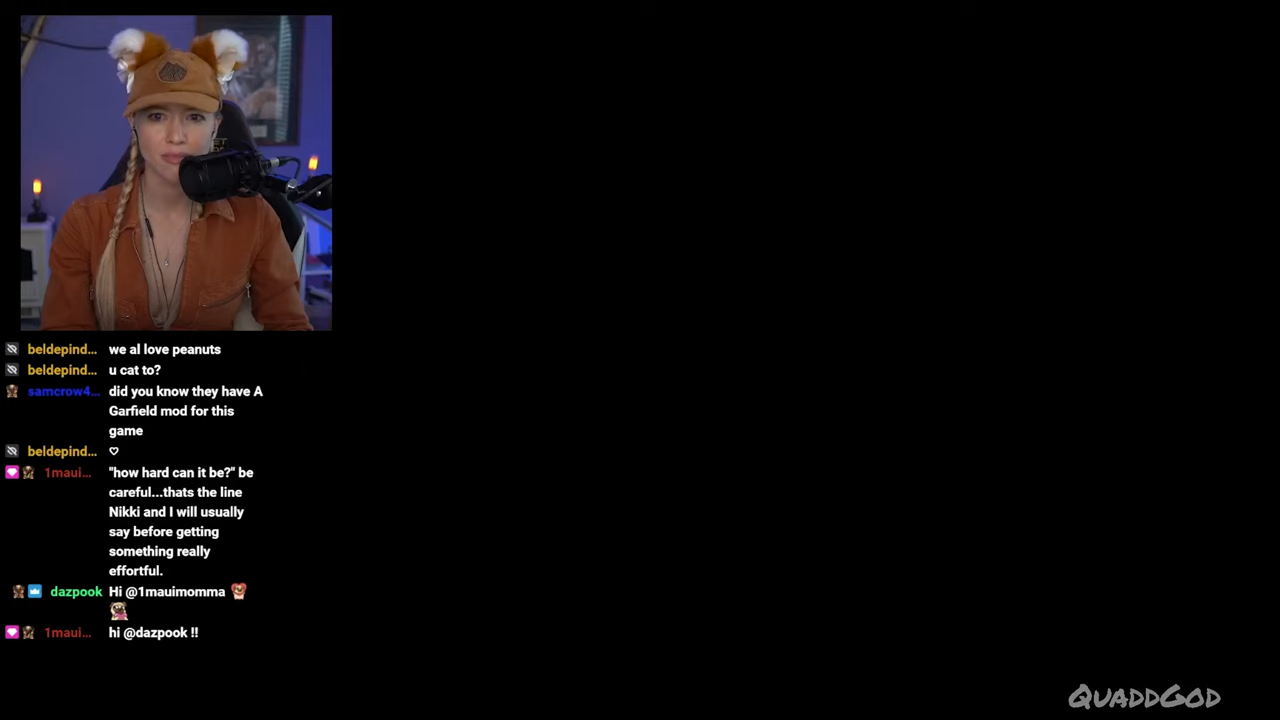 beldepind... we al love peanuts
beldepind... u cat to?
samcrow4... did you know they have A
Garfield mod for this
game
beldepind... ♡
1maui... "how hard can it be?" be
careful...thats the line
Nikki and I will usually
say before getting
something really
effortful.
dazpook Hi @1mauimomma
1maui... hi @dazpook !!
QUADDGOD